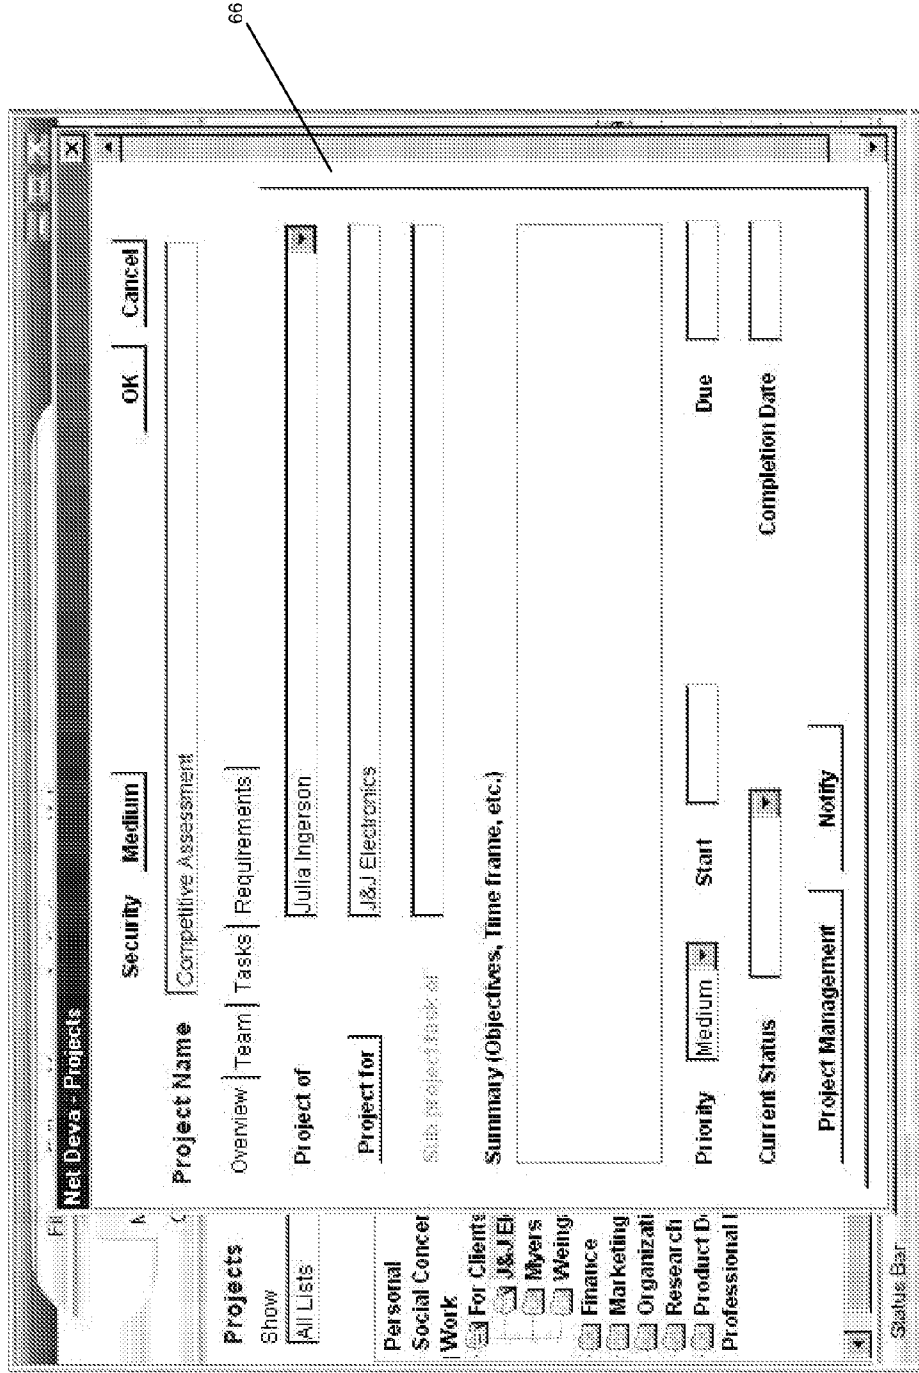 66
Net Deva - Projects
Security Medium OK Cancel
Project Name Competitive Assessment
Overview Team Tasks Requirements
Project of Julia Ingerson
Project for J&J Electronics
Summary (Objectives, Time frame, etc.)
Priority Medium Start Due
Current Status Completion Date
Project Management Notify
Projects
Show
All Lists
Personal
Social Concer
Work
For Clients
J&J El
Myers
Weing
Finance
Marketing
Organizati
Research
Product D
Professional
Status Bar